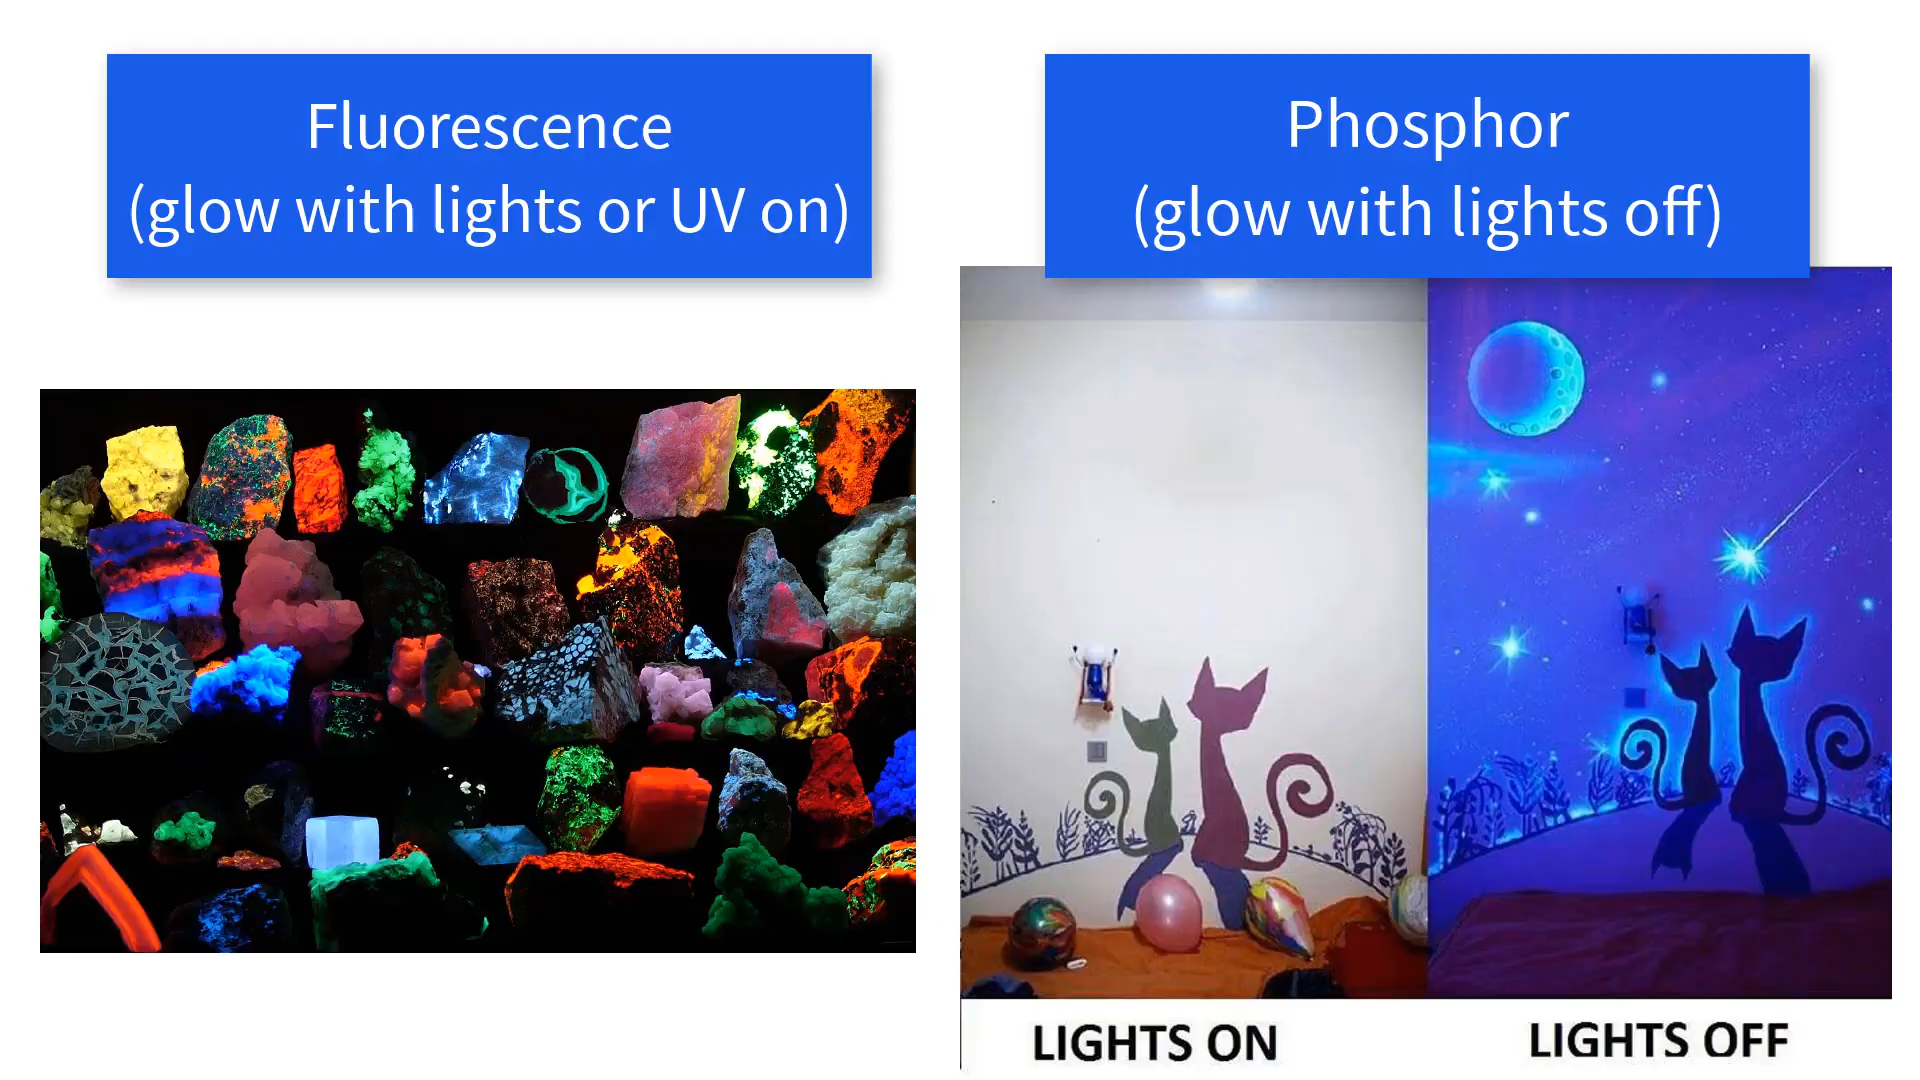 Fluorescence
(glow with lights or UV on)
Phosphor
(glow with lights off)
LIGHTS ON
LIGHTS OFF